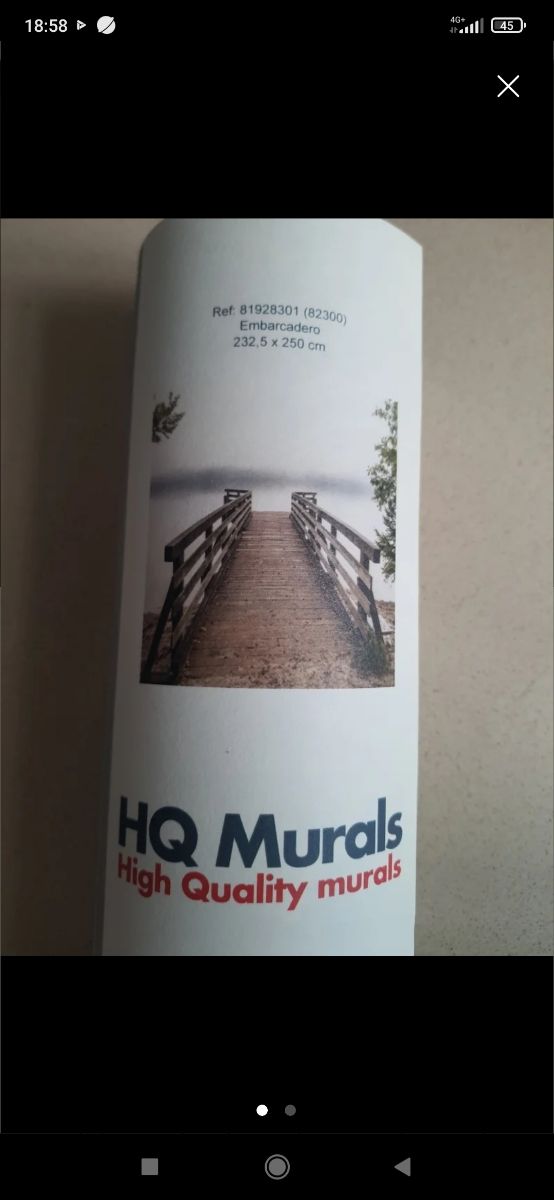 18:58
4G+
45
Ref: 81928301 (82300)
Embarcadero
232,5 x 250 cm
HQ Murals
High Quality murals